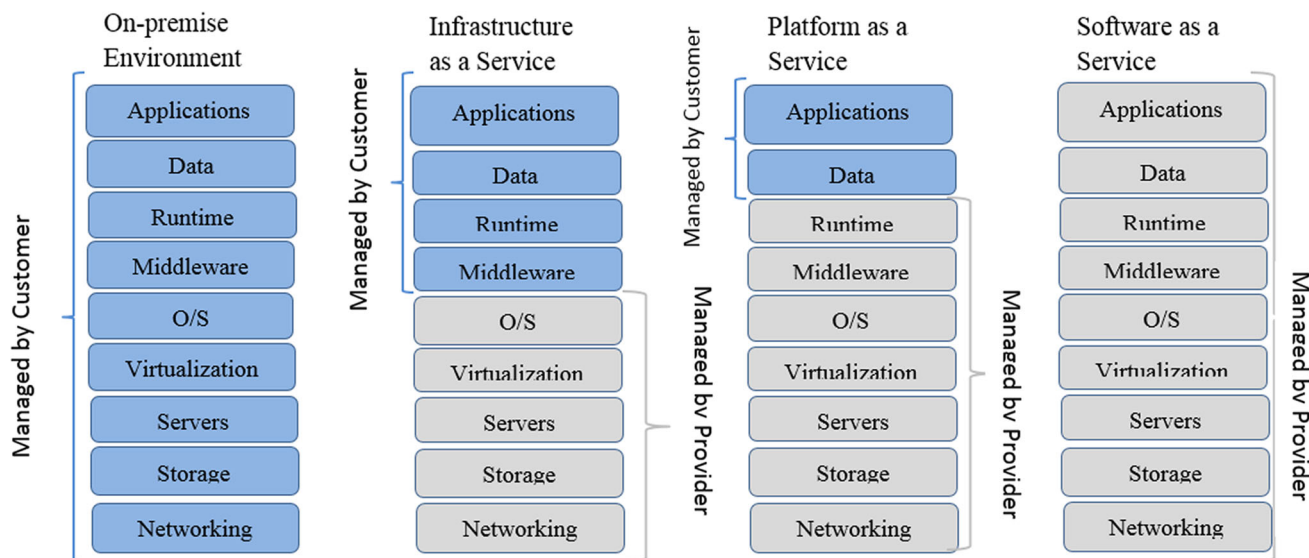 On-premise
Environment
Managed by Customer
Applications
Data
Runtime
Middleware
O/S
Virtualization
Servers
Storage
Networking
Infrastructure
as a Service
Managed by Customer
Applications
Data
Runtime
Middleware
O/S
Virtualization
Servers
Storage
Networking
Managed by Provider
Platform as a
Service
Managed by Customer
Applications
Data
Runtime
Middleware
O/S
Virtualization
Servers
Storage
Networking
Managed by Provider
Software as a
Service
Applications
Data
Runtime
Middleware
O/S
Virtualization
Servers
Storage
Networking
Managed by Provider